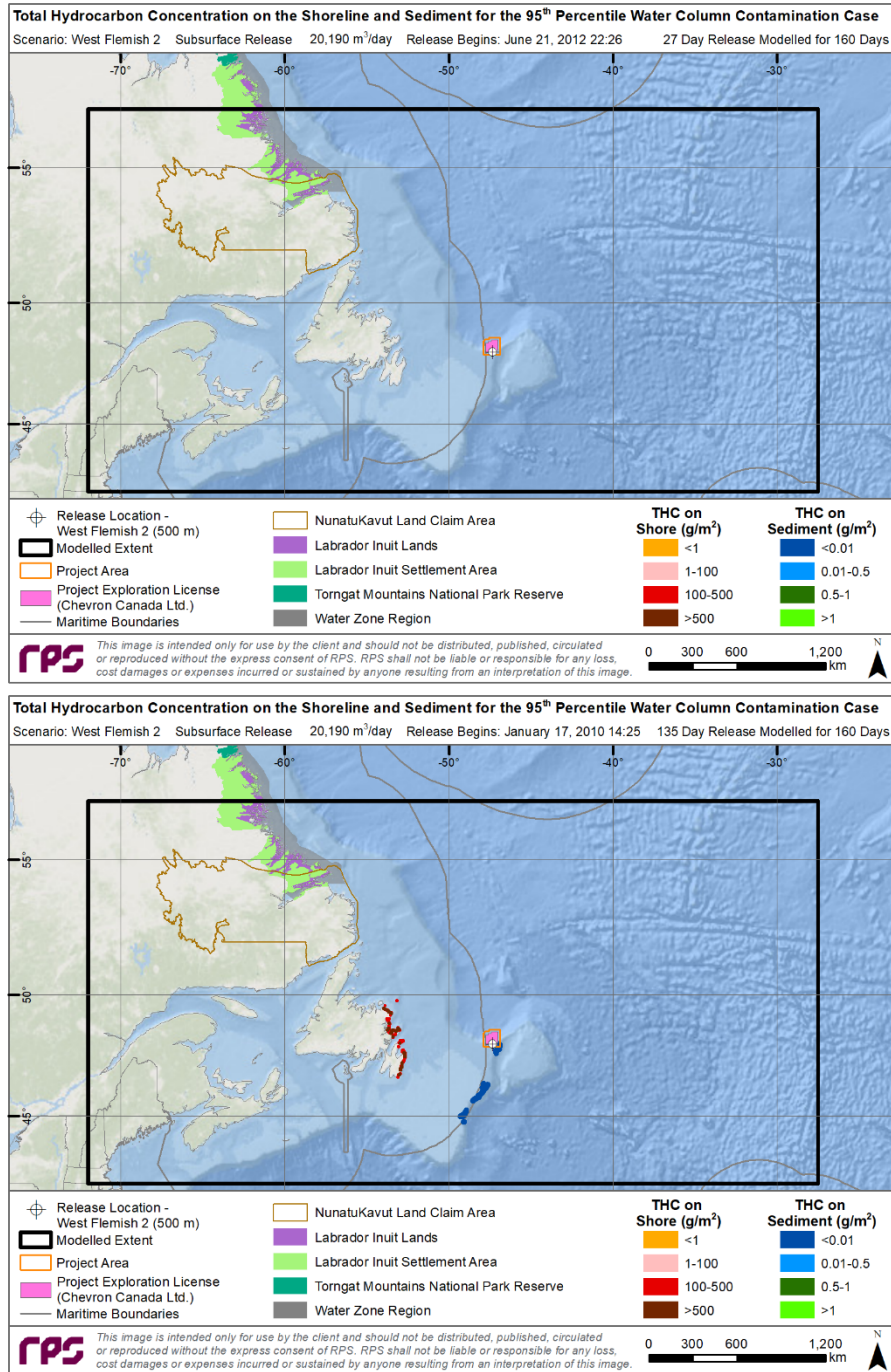 Total Hydrocarbon Concentration on the Shoreline and Sediment for the 95th Percentile Water Column Contamination Case
Scenario: West Flemish 2 Subsurface Release 20,190 m³/day Release Begins: June 21, 2012 22:26 27 Day Release Modelled for 160 Days
-70° -60° -50° -40° -30°
55°
50°
45°
Release Location -
West Flemish 2 (500 m)
Modelled Extent
Project Area
Project Exploration License
(Chevron Canada Ltd.)
Maritime Boundaries
NunatuKavut Land Claim Area
Labrador Inuit Lands
Labrador Inuit Settlement Area
Torngat Mountains National Park Reserve
Water Zone Region
THC on
Shore (g/m²)
<1
1-100
100-500
>500
THC on
Sediment (g/m²)
<0.01
0.01-0.5
0.5-1
>1
rps
This image is intended only for use by the client and should not be distributed, published, circulated
or reproduced without the express consent of RPS. RPS shall not be liable or responsible for any loss,
cost damages or expenses incurred or sustained by anyone resulting from an interpretation of this image.
0 300 600 1,200
km
N
Total Hydrocarbon Concentration on the Shoreline and Sediment for the 95th Percentile Water Column Contamination Case
Scenario: West Flemish 2 Subsurface Release 20,190 m³/day Release Begins: January 17, 2010 14:25 135 Day Release Modelled for 160 Days
-70° -60° -50° -40° -30°
55°
50°
45°
Release Location -
West Flemish 2 (500 m)
Modelled Extent
Project Area
Project Exploration License
(Chevron Canada Ltd.)
Maritime Boundaries
NunatuKavut Land Claim Area
Labrador Inuit Lands
Labrador Inuit Settlement Area
Torngat Mountains National Park Reserve
Water Zone Region
THC on
Shore (g/m²)
<1
1-100
100-500
>500
THC on
Sediment (g/m²)
<0.01
0.01-0.5
0.5-1
>1
rps
This image is intended only for use by the client and should not be distributed, published, circulated
or reproduced without the express consent of RPS. RPS shall not be liable or responsible for any loss,
cost damages or expenses incurred or sustained by anyone resulting from an interpretation of this image.
0 300 600 1,200
km
N